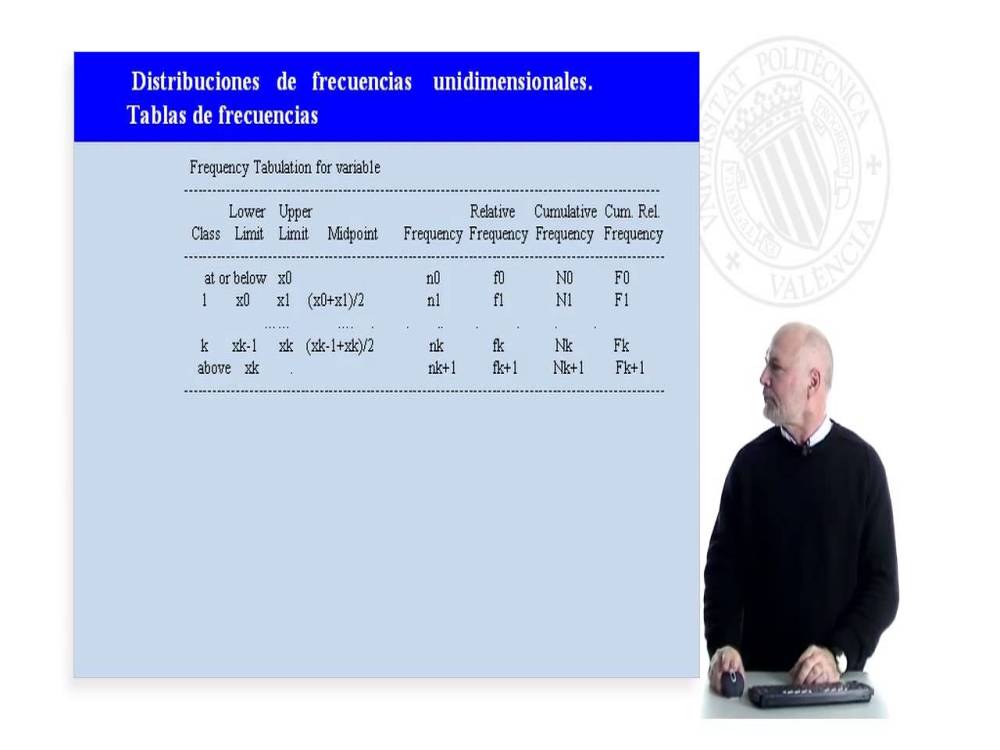 Distribuciones de frecuencias unidimensionales.
Tablas de frecuencias
Frequency Tabulation for variable
Lower Upper Relative Cumulative Cum. Rel.
Class Limit Limit Midpoint Frequency Frequency Frequency Frequency
at or below x0 n0 f0 N0 F0
1 x0 x1 (x0+x1)/2 n1 f1 N1 F1
...... .... . . .. . . .
k xk-1 xk (xk-1+xk)/2 nk fk Nk Fk
above xk . nk+1 fk+1 Nk+1 Fk+1
UNIVERSITAT POLITÈCNICA
VALÈNCIA